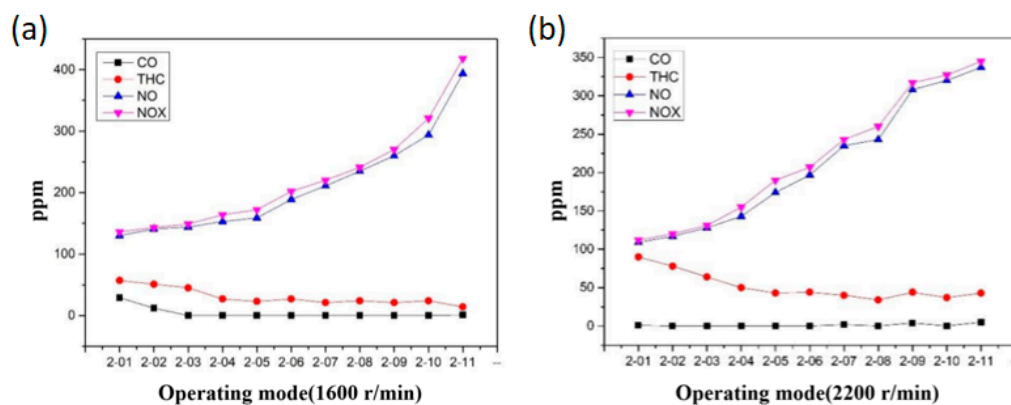 (a)
CO
THC
NO
NOX
400
300
200
100
0
ppm
2-01 2-02 2-03 2-04 2-05 2-06 2-07 2-08 2-09 2-10 2-11 --
Operating mode(1600 r/min)
(b)
CO
THC
NO
NOX
350
300
250
200
150
100
50
0
ppm
2-01 2-02 2-03 2-04 2-05 2-06 2-07 2-08 2-09 2-10 2-11
Operating mode(2200 r/min)